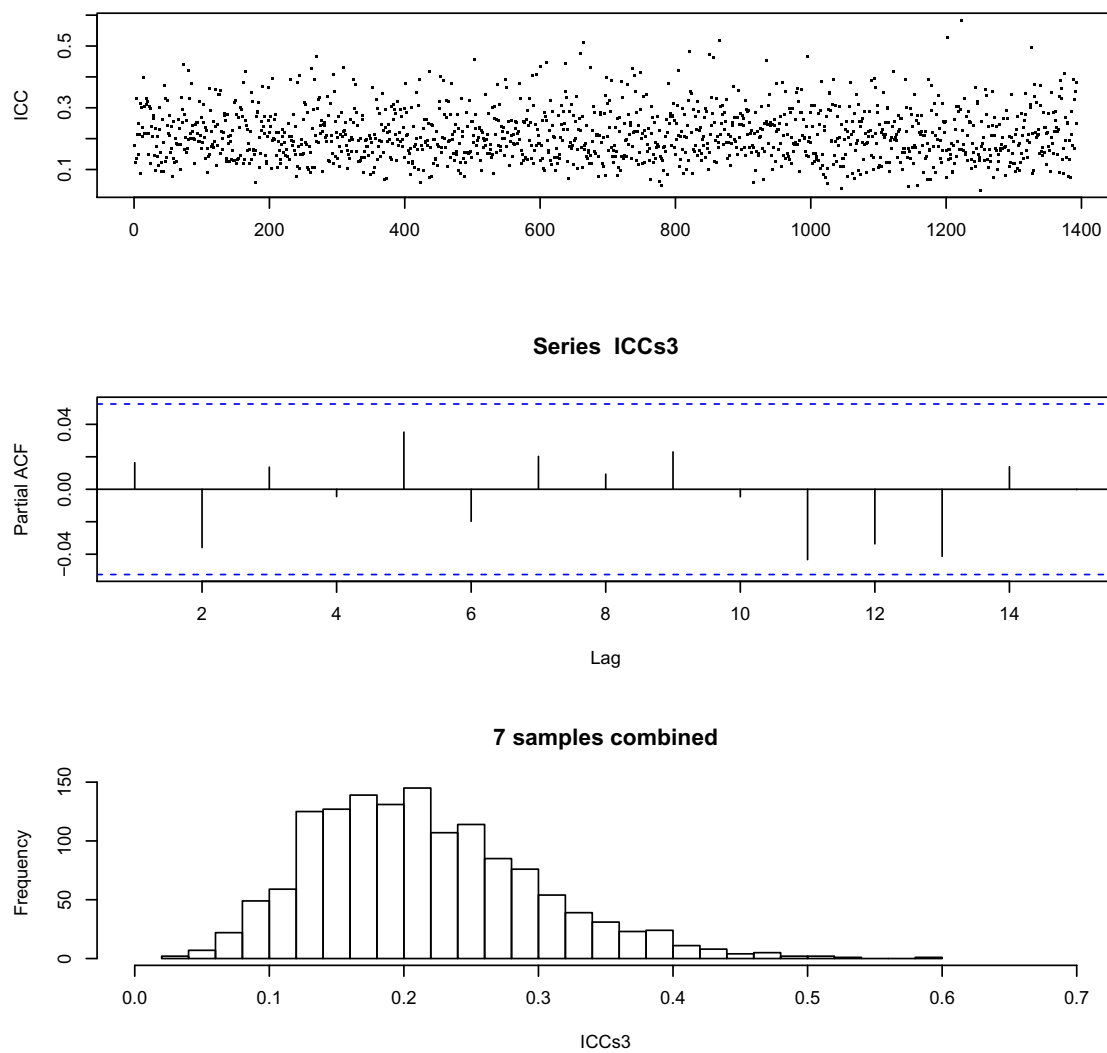 ICC
0.1 0.3 0.5
0 200 400 600 800 1000 1200 1400
Series ICCs3
Partial ACF
−0.04 0.00 0.04
2 4 6 8 10 12 14
Lag
7 samples combined
Frequency
0 50 100 150
0.0 0.1 0.2 0.3 0.4 0.5 0.6 0.7
ICCs3